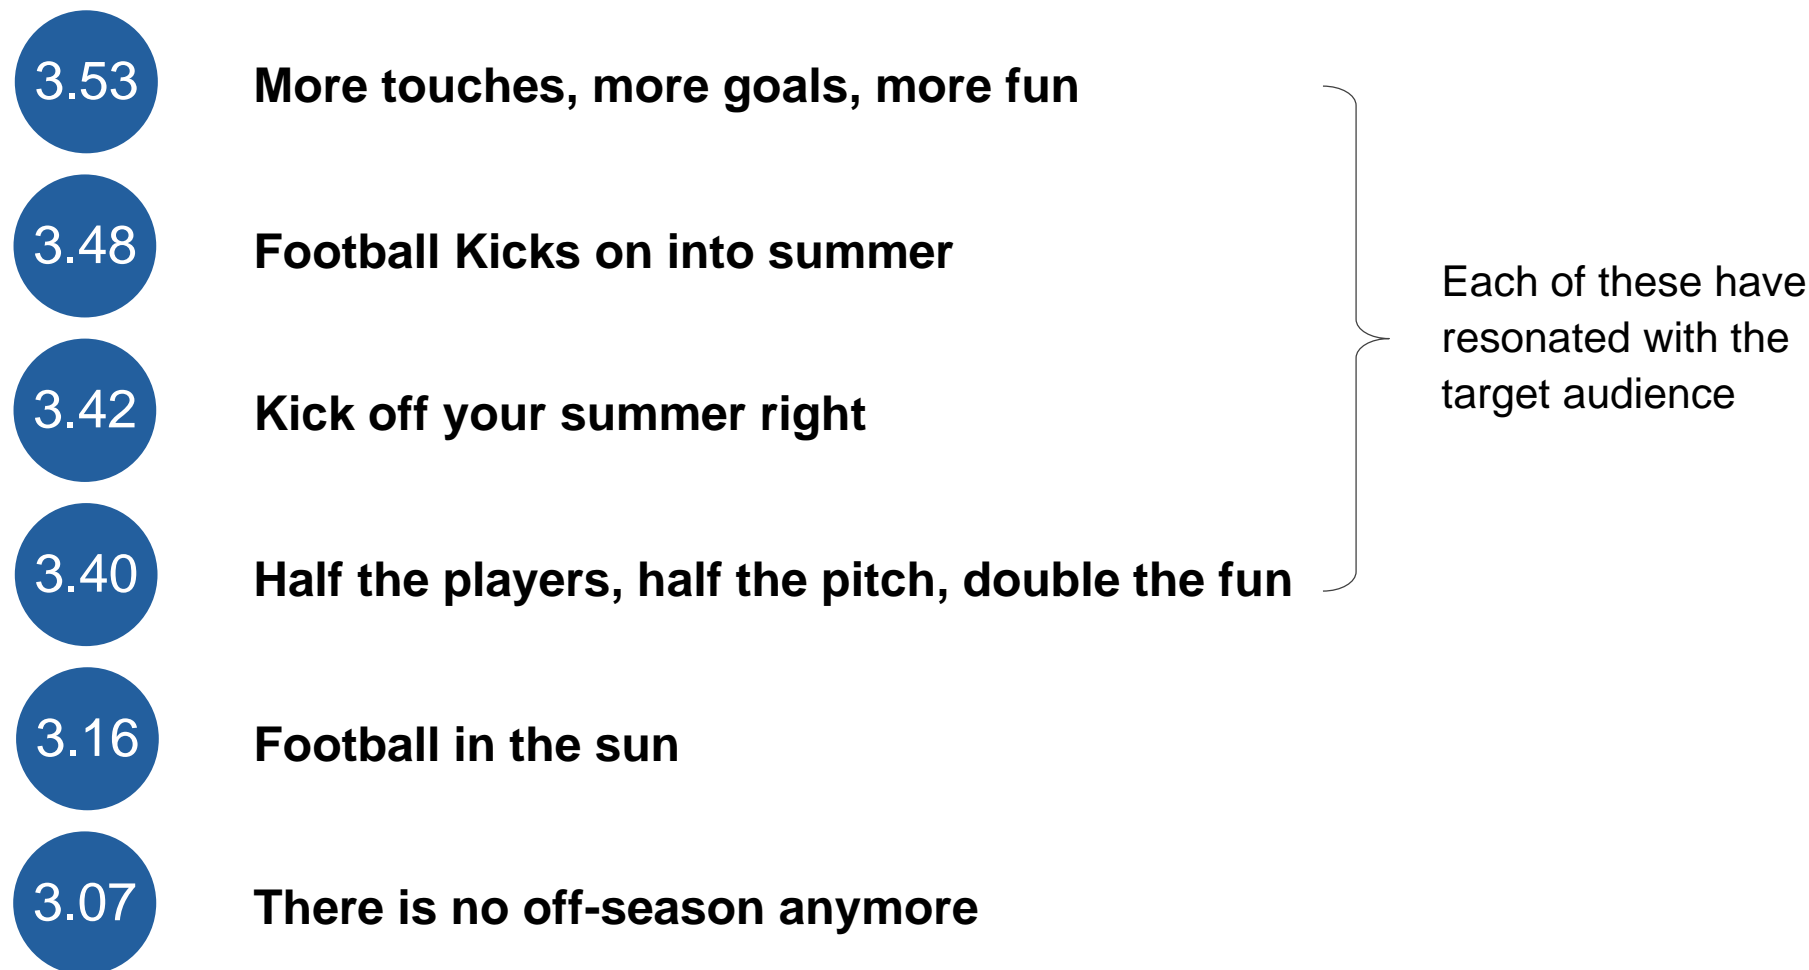 3.53
More touches, more goals, more fun
3.48
Football Kicks on into summer
3.42
Kick off your summer right
3.40
Half the players, half the pitch, double the fun
3.16
Football in the sun
3.07
There is no off-season anymore
Each of these have
resonated with the
target audience